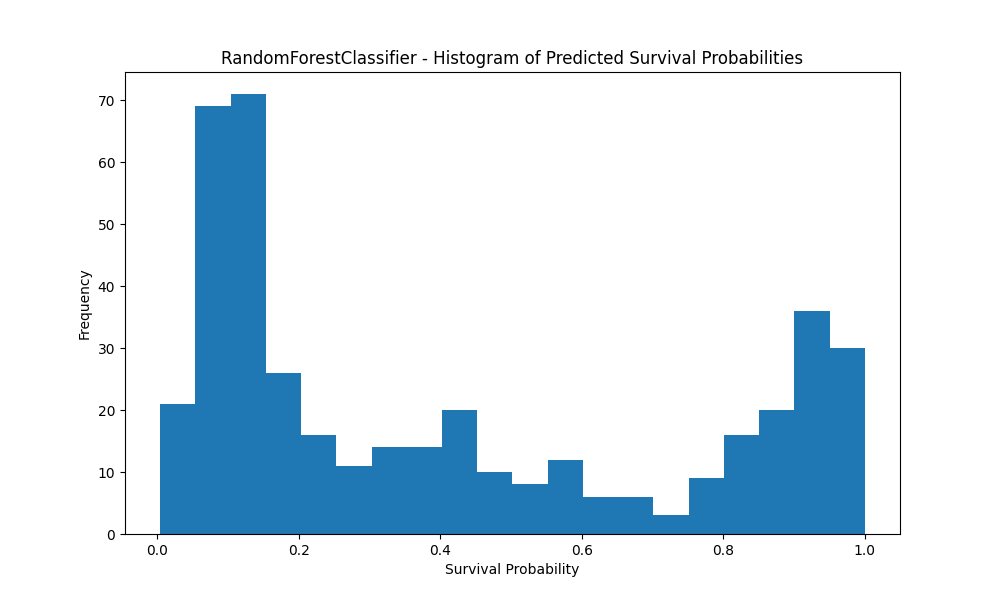 RandomForestClassifier - Histogram of Predicted Survival Probabilities
Frequency
70
60
50
40
30
20
10
0
0.0 0.2 0.4 0.6 0.8 1.0
Survival Probability